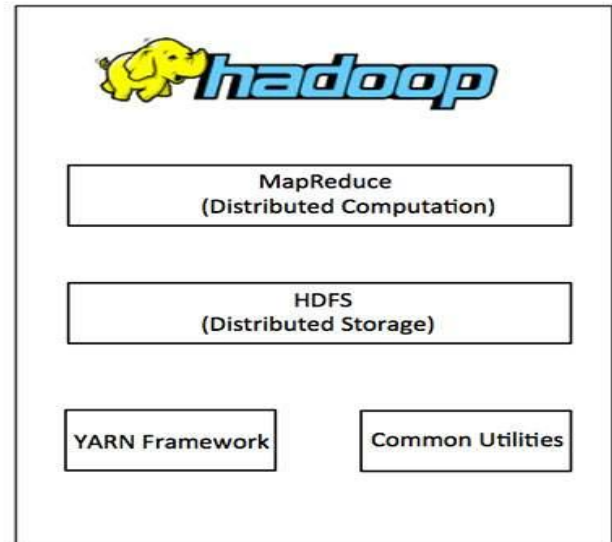 hadoop
MapReduce
(Distributed Computation)
HDFS
(Distributed Storage)
YARN Framework
Common Utilities